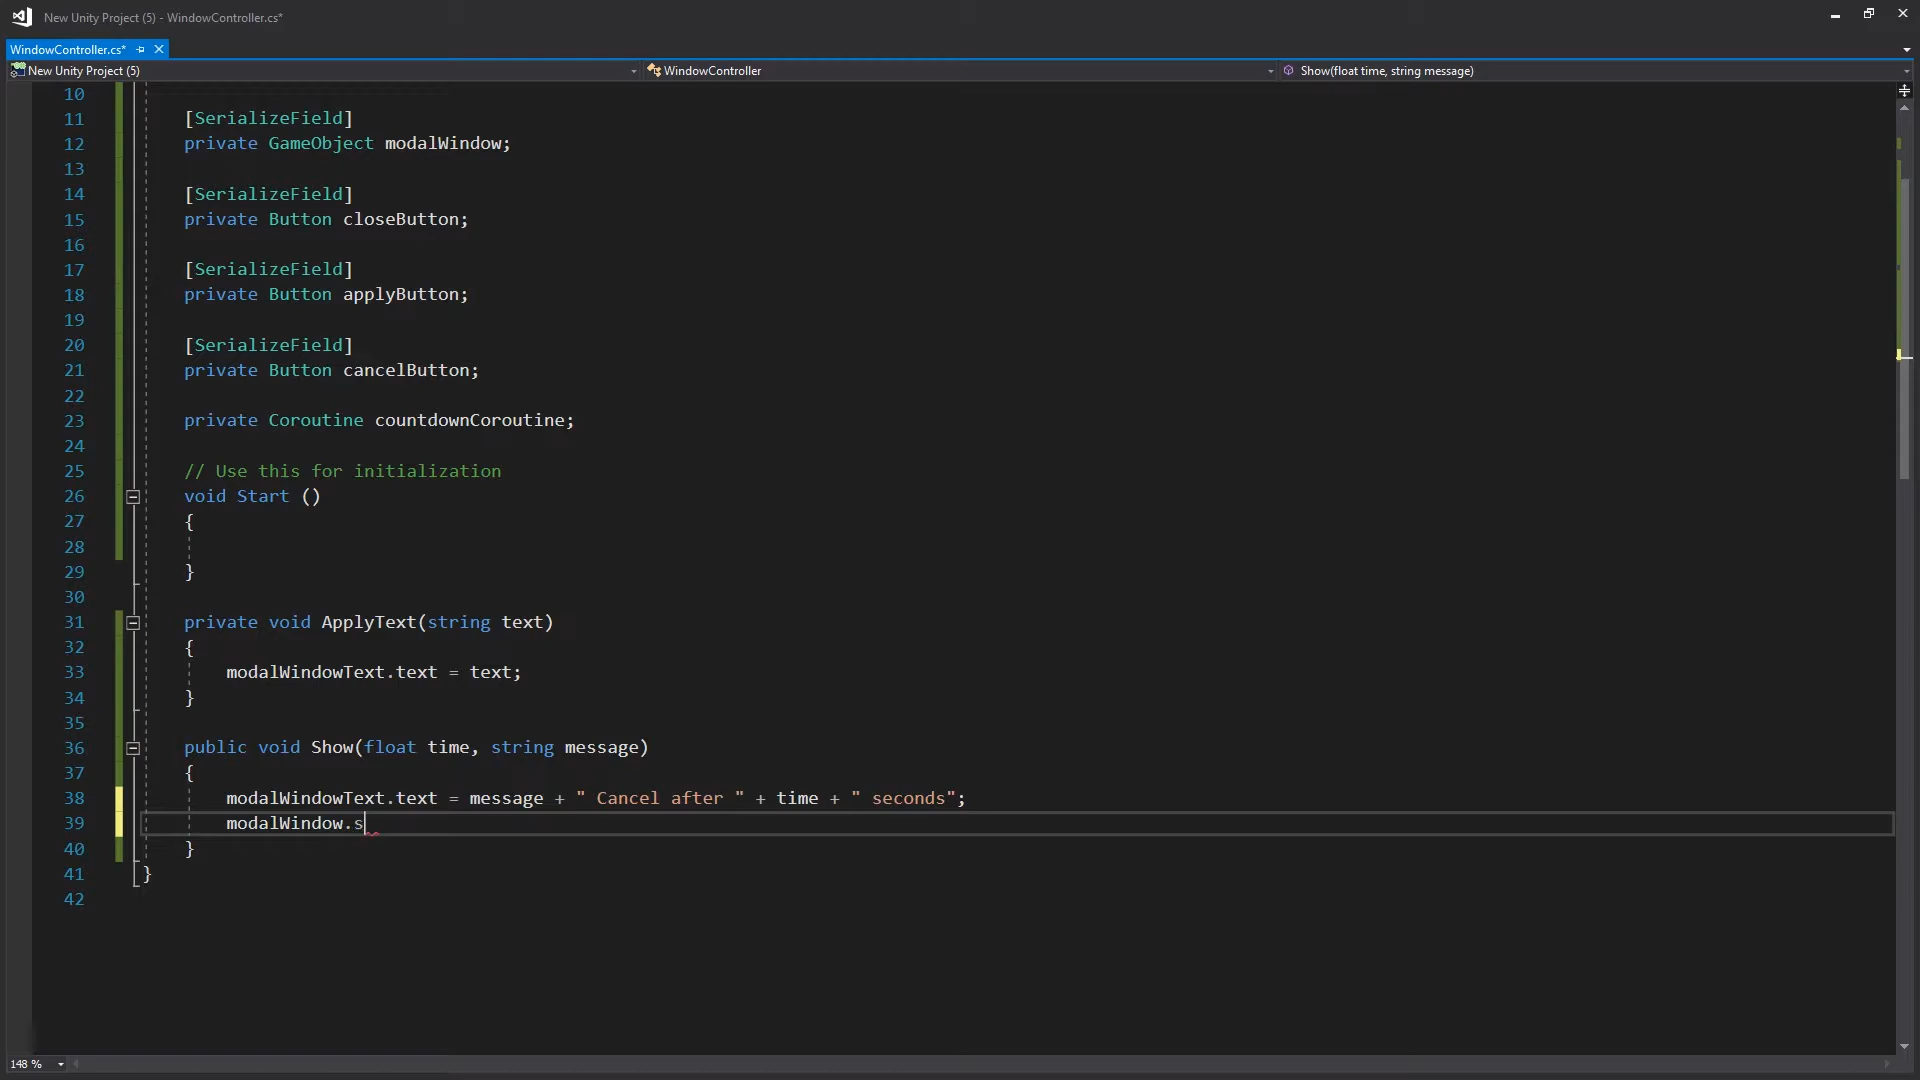 New Unity Project (5) - WindowController.cs*
WindowController.cs*
New Unity Project (5)
WindowController
Show(float time, string message)
10
11 [SerializeField]
12 private GameObject modalWindow;
13
14 [SerializeField]
15 private Button closeButton;
16
17 [SerializeField]
18 private Button applyButton;
19
20 [SerializeField]
21 private Button cancelButton;
22
23 private Coroutine countdownCoroutine;
24
25 // Use this for initialization
26 void Start ()
27 {
28
29 }
30
31 private void ApplyText(string text)
32 {
33 modalWindowText.text = text;
34 }
35
36 public void Show(float time, string message)
37 {
38 modalWindowText.text = message + " Cancel after " + time + " seconds";
39 modalWindow.s
40 }
41 }
42
148 %